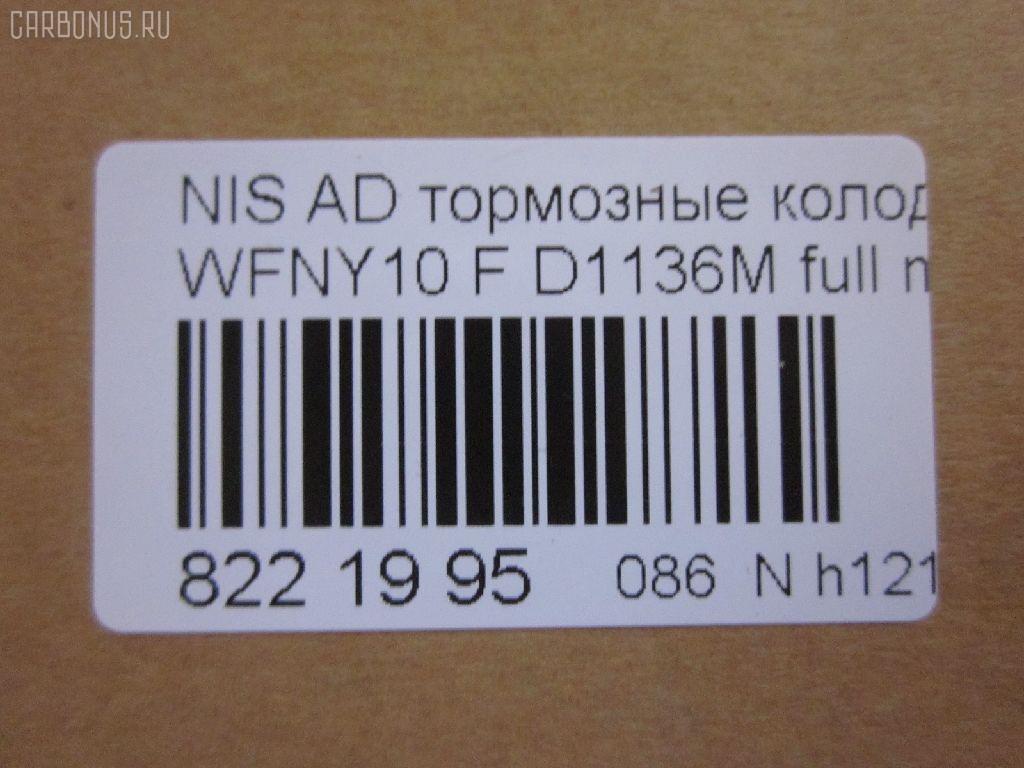 CARBONUS.RU
NIS AD тормозные колод
WFNY10 F D1136M full
822 19 95 086 N h121